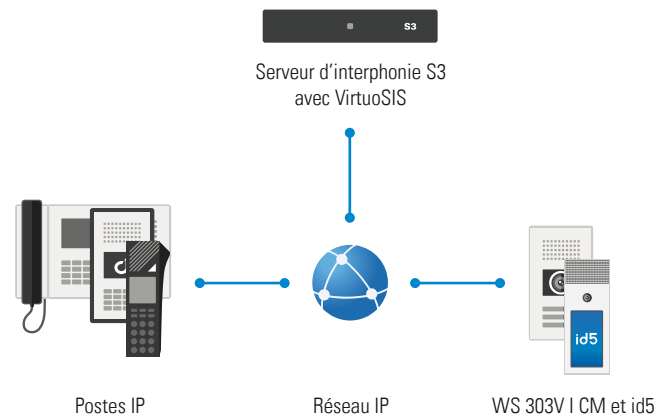 S3
Serveur d'interphonie S3
avec VirtuoSIS
id5
Postes IP
Réseau IP
WS 303V I CM et id5